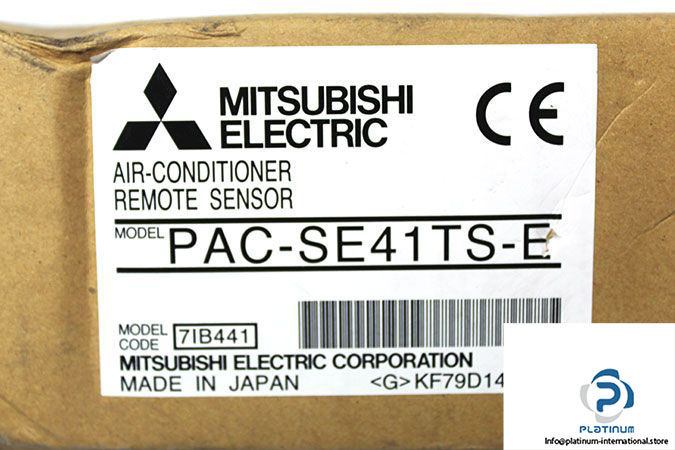 MITSUBISHI
ELECTRIC
CE
AIR-CONDITIONER
REMOTE SENSOR
MODEL PAC-SE41TS-E
MODEL
CODE 7IB441
MITSUBISHI ELECTRIC CORPORATION
MADE IN JAPAN <G>KF79D14
PLATINUM
info@platinum-international.store